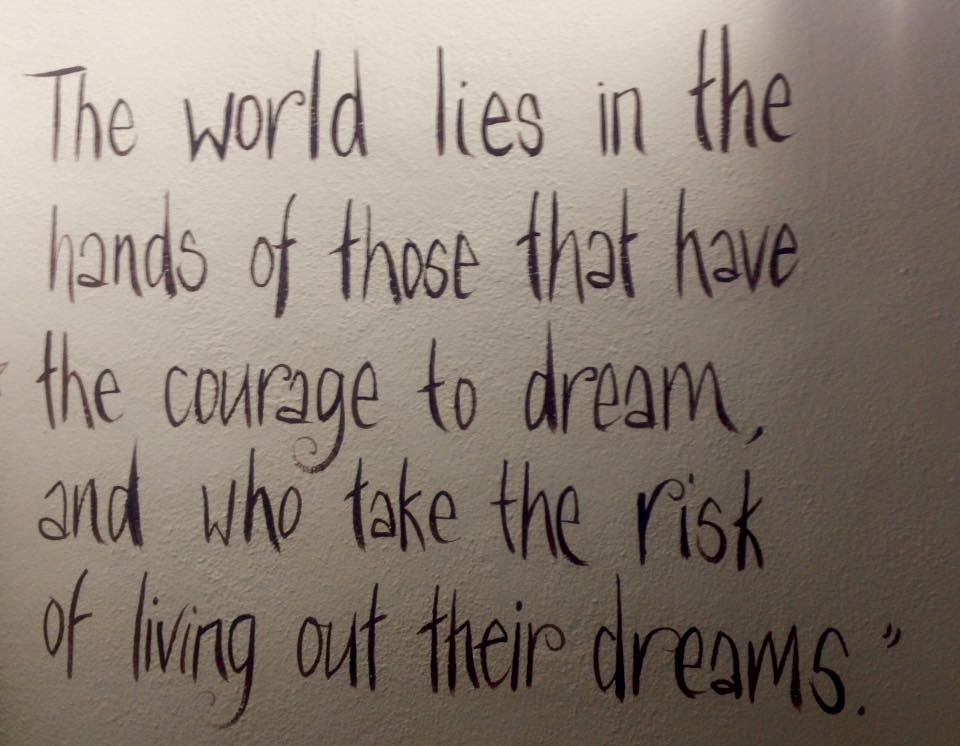 The world lies in the
hands of those that have
the courage to dream,
and who take the risk
of living out their dreams."